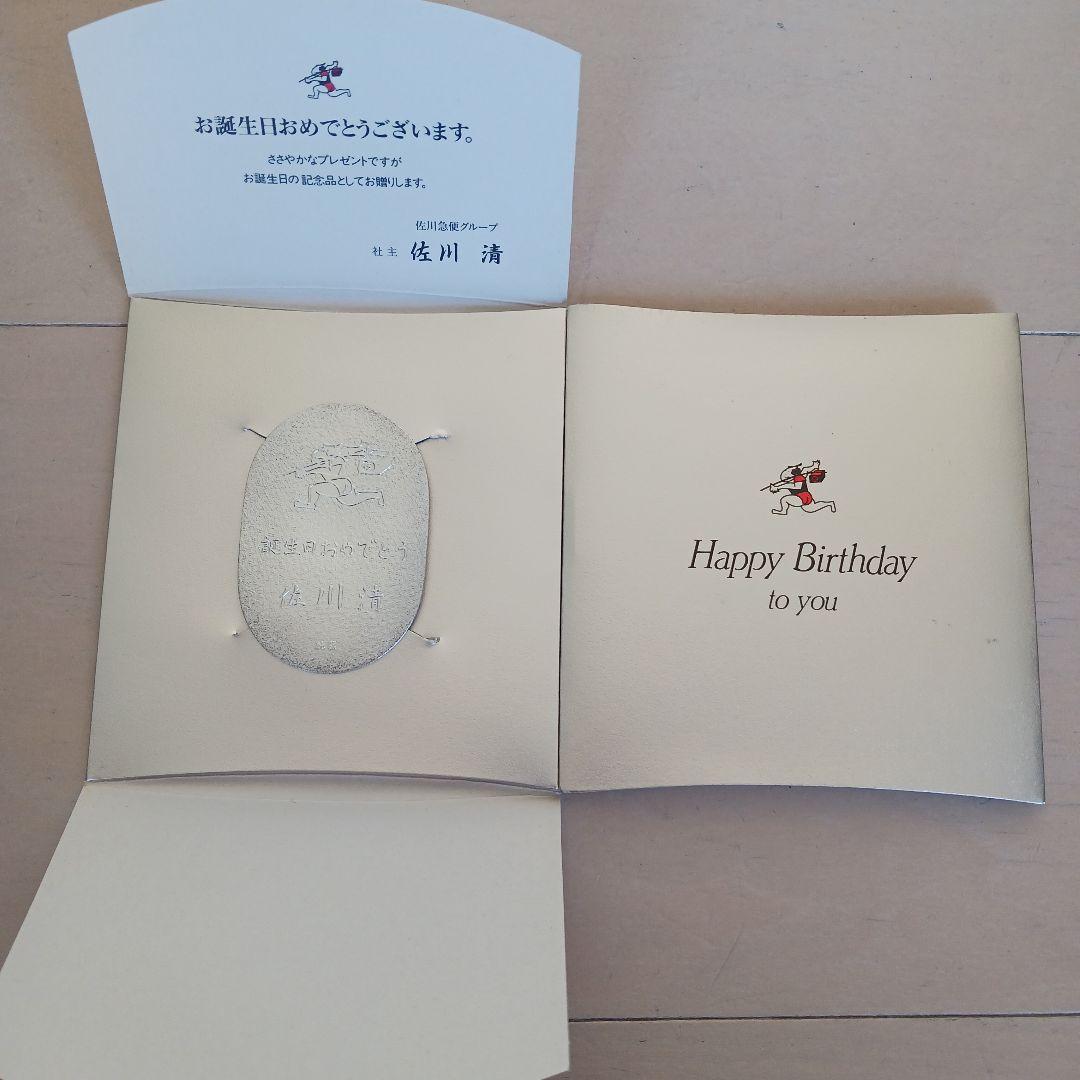 お誕生日おめでとうございます。
ささやかなプレゼントですが
お誕生日の記念品としてお贈りします。
佐川急便グループ
社主 佐川 清
誕生日おめでとう
佐川 清
Happy Birthday
to you